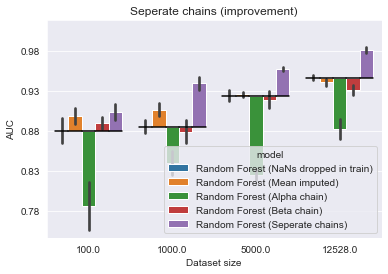 Seperate chains (improvement)
AUC
0.98
0.93
0.88
0.83
0.78
model
Random Forest (NaNs dropped in train)
Random Forest (Mean imputed)
Random Forest (Alpha chain)
Random Forest (Beta chain)
Random Forest (Seperate chains)
100.0 1000.0 5000.0 12528.0
Dataset size